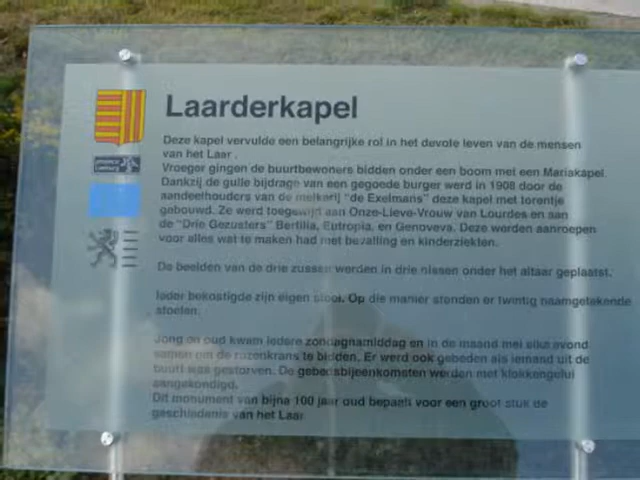 Laarderkapel
Deze kapel vervulde een belangrijke rol in het devote leven van de mensen
van het Laar .
Vroeger gingen de buurtbewoners bidden onder een boom met een Mariakapel.
Dankzij de gulle bijdrage van een gegoede burger werd in 1908 door de
aandeelhouders van de melkerij "de Exelmans" deze kapel met torentje
gebouwd. Ze werd toegewijd aan Onze-Lieve-Vrouw van Lourdes en aan
de "Drie Gezusters" Bertilia, Eutropia, en Genoveva. Deze worden aanroepen
voor alles wat te maken had met bevalling en kinderziekten.
De beelden van de drie zussen werden in drie nissen onder het altaar geplaatst.
Ieder bekostigde zijn eigen stoel. Op die manier stonden er twintig naamgetekende
stoelen.
Jong en oud kwam iedere zondagnamiddag en in de maand mei elke avond
samen om de rozenkrans te bidden. Er werd ook gebeden als iemand uit de
buurt was gestorven. De gebedsbijeenkomsten werden met klokkengelui
aangekondigd.
Dit monument van bijna 100 jaar oud bepaalt voor een groot stuk de
geschiedenis van het Laar